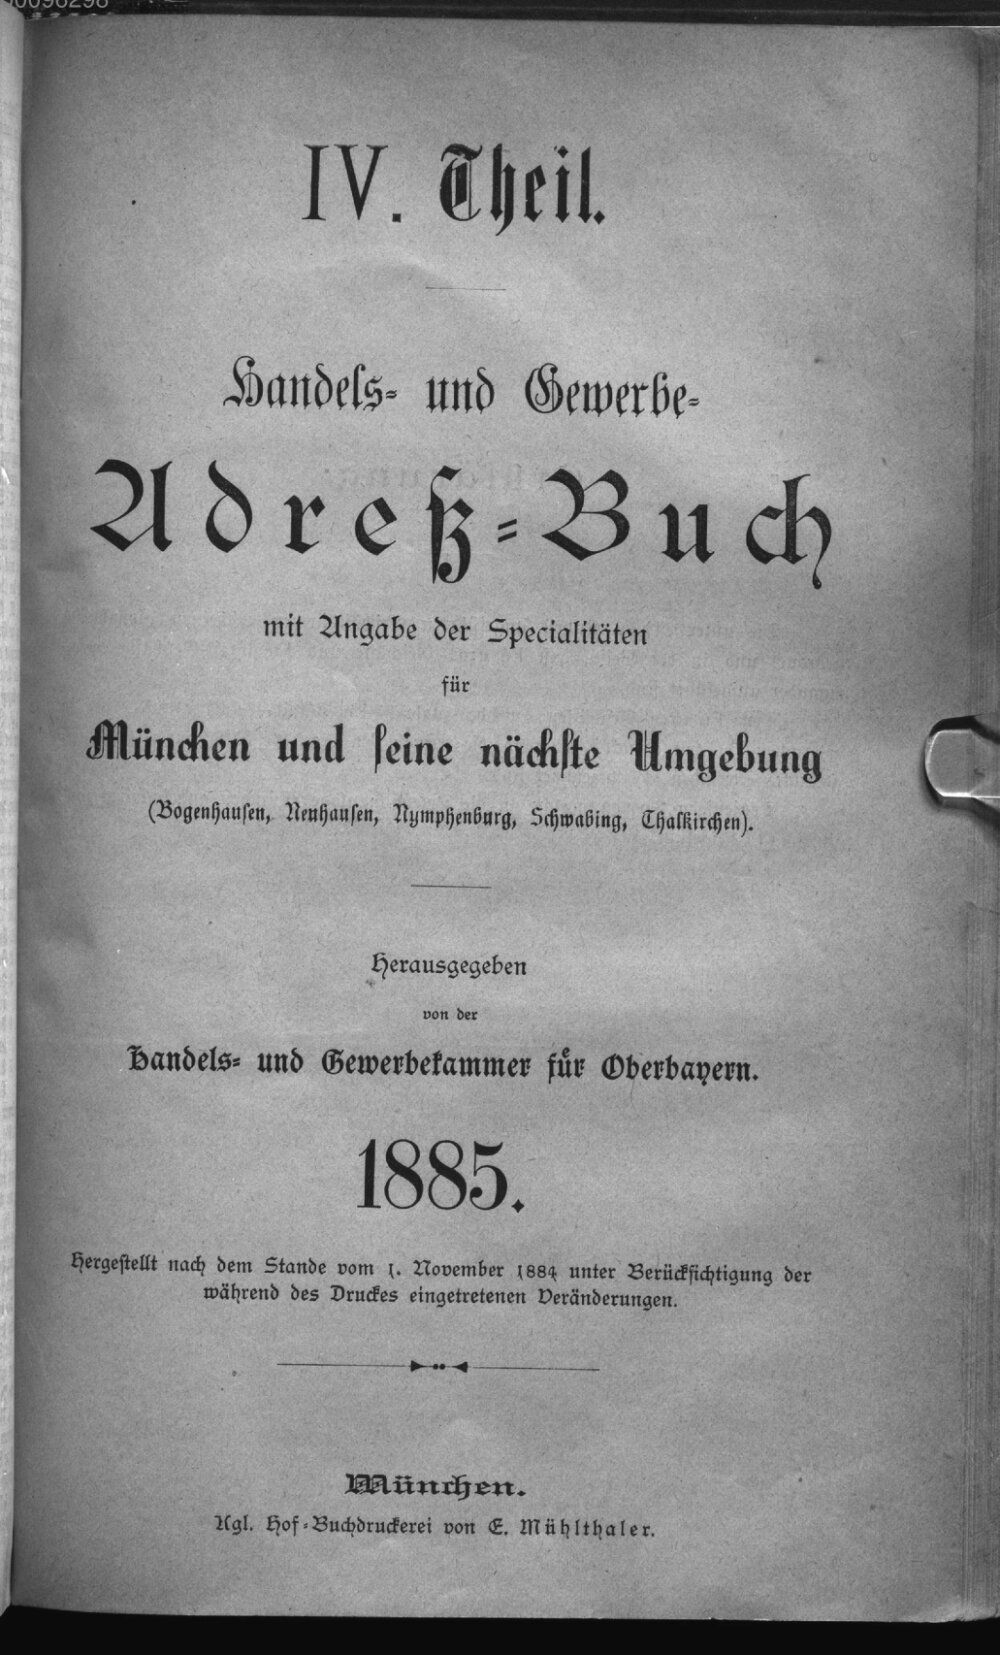 00096298
IV. Theil.
Handels- und Gewerbe-
Adreß-Buch
mit Angabe der Specialitäten
für
München und seine nächste Umgebung
(Bogenhausen, Neuhausen, Nymphenburg, Schwabing, Thalkirchen).
Herausgegeben
von der
Handels- und Gewerbekammer für Oberbayern.
1885.
Hergestellt nach dem Stande vom 1. November 1884 unter Berücksichtigung der
während des Druckes eingetretenen Veränderungen.
München.
Kgl. Hof-Buchdruckerei von E. Mühlthaler.